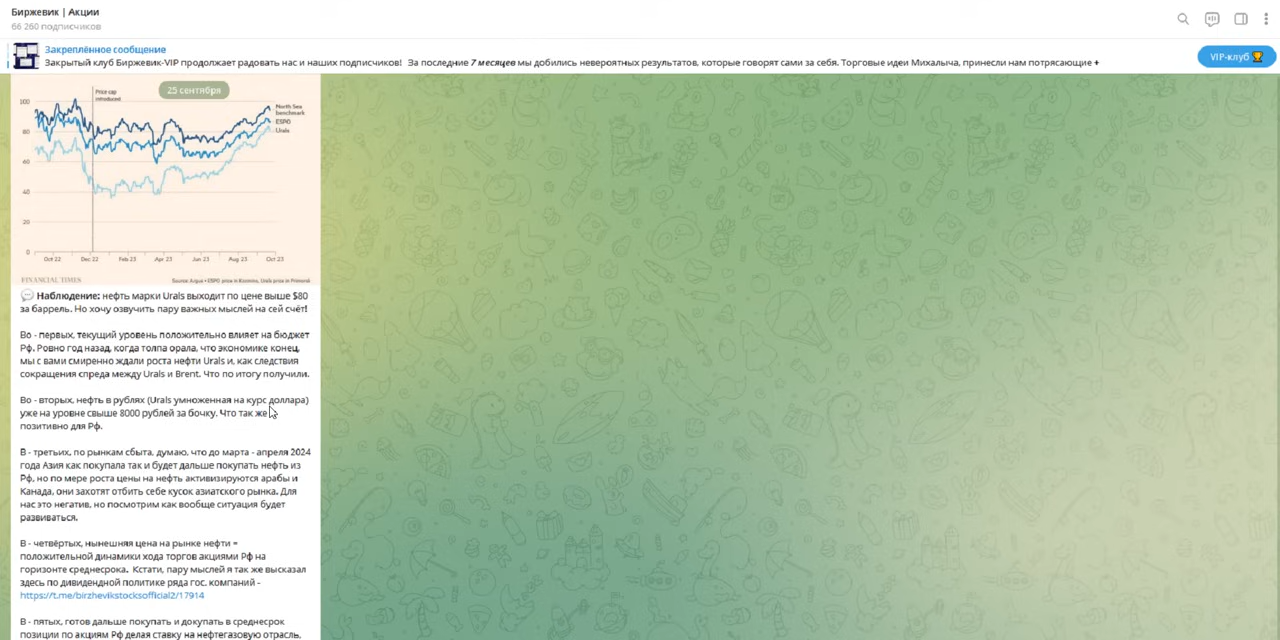 Биржевик | Акции
66 260 подписчиков
Закреплённое сообщение
Закрытый клуб Биржевик-VIP продолжает радовать нас и наших подписчиков! За последние 7 месяцев мы добились невероятных результатов, которые говорят сами за себя. Торговые идеи Михалыча, принесли нам потрясающие +
VIP-клуб
25 сентября
Price cap
introduced
100
80
60
40
20
0
North Sea
benchmark
ESPO
Urals
Oct 22 Dec 22 Feb 23 Apr 23 Jun 23 Aug 23 Oct 23
FINANCIAL TIMES
Source: Argus • ESPO price in Kozmino, Urals price in Primorsk
Наблюдение: нефть марки Urals выходит по цене выше $80
за баррель. Но хочу озвучить пару важных мыслей на сей счёт!
Во - первых, текущий уровень положительно влияет на бюджет
Рф. Ровно год назад, когда толпа орала, что экономике конец,
мы с вами смиренно ждали роста нефти Urals и, как следствия
сокращения спреда между Urals и Brent. Что по итогу получили.
Во - вторых, нефть в рублях (Urals умноженная на курс доллара)
уже на уровне свыше 8000 рублей за бочку. Что так же
позитивно для Рф.
В - третьих, по рынкам сбыта, думаю, что до марта - апреля 2024
года Азия как покупала так и будет дальше покупать нефть из
Рф, но по мере роста цены на нефть активизируются арабы и
Канада, они захотят отбить себе кусок азиатского рынка. Для
нас это негатив, но посмотрим как вообще ситуация будет
развиваться.
В - четвёртых, нынешняя цена на рынке нефти =
положительной динамики хода торгов акциями Рф на
горизонте среднесрока. Кстати, пару мыслей я так же высказал
здесь по дивидендной политике ряда гос. компаний -
https://t.me/birzhevikstocksofficial2/17914
В - пятых, готов дальше покупать и докупать в среднесрок
позиции по акциям Рф делая ставку на нефтегазовую отрасль,